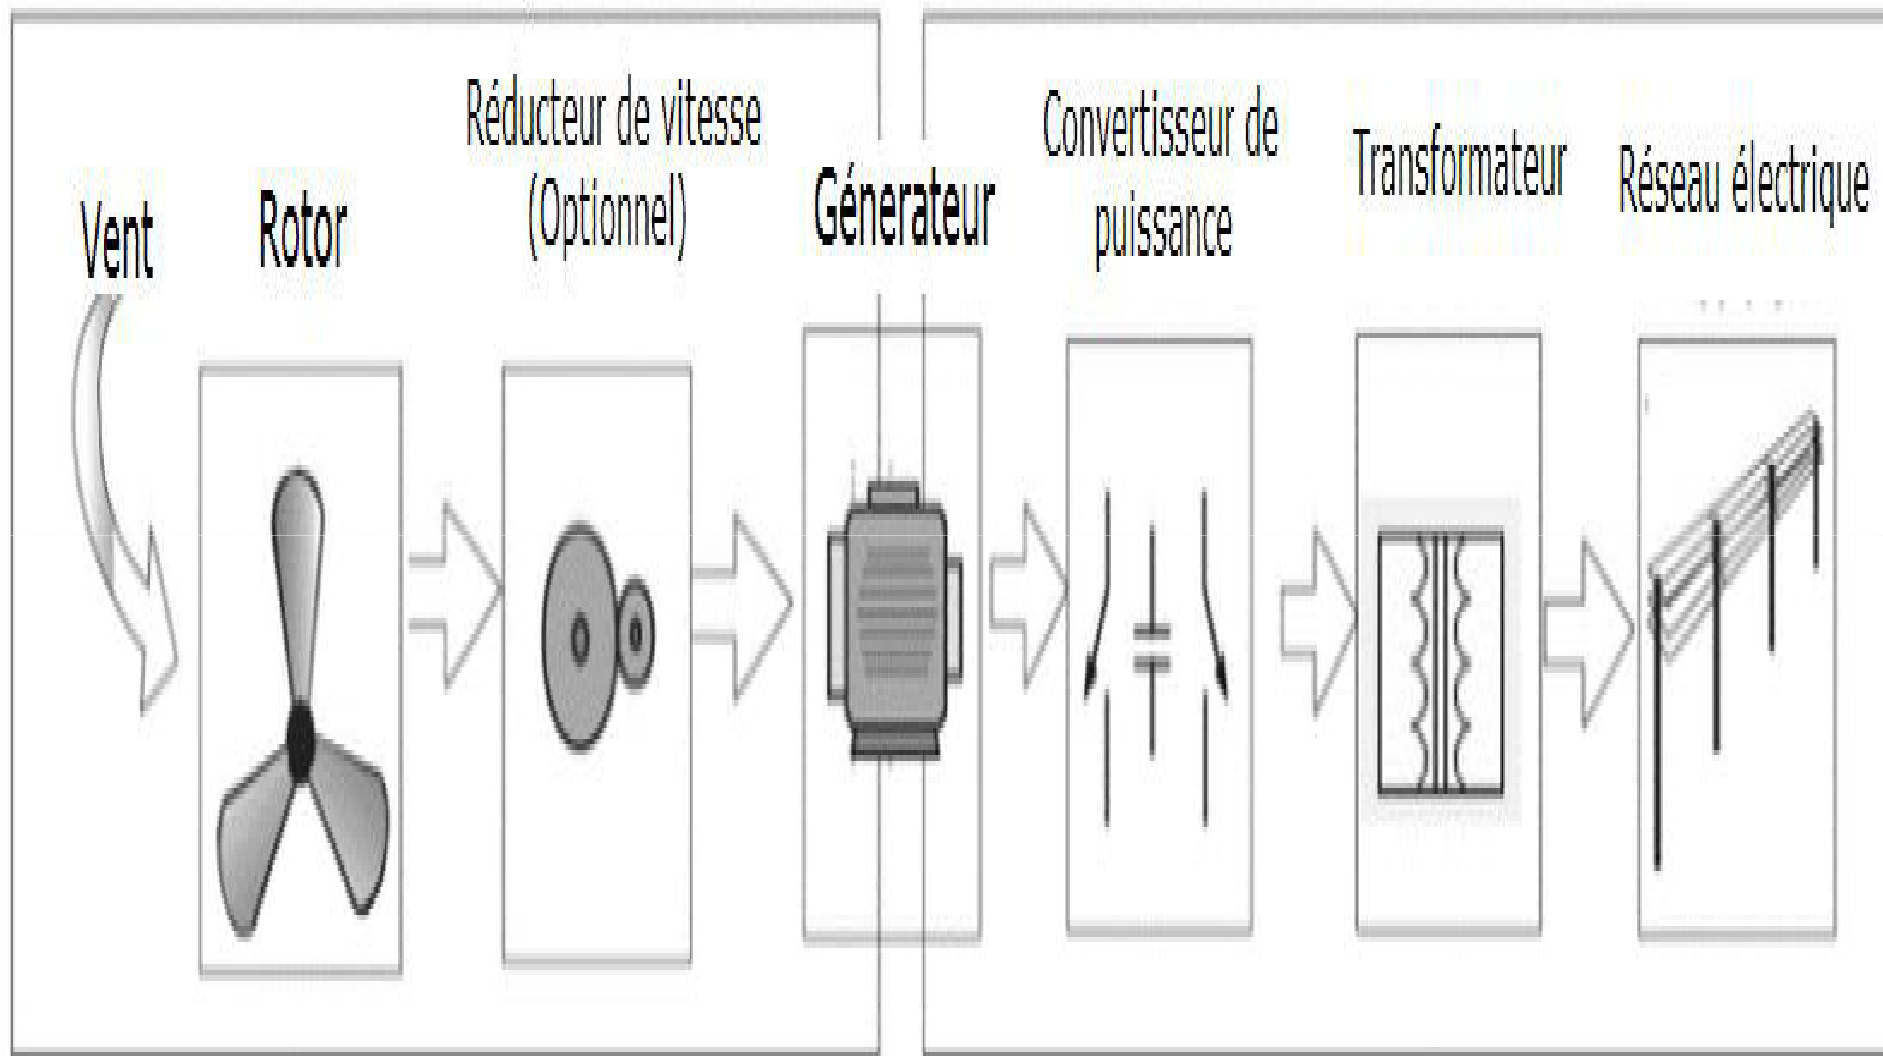 Vent
Rotor
Réducteur de vitesse
(Optionnel)
Génerateur
Convertisseur de
puissance
Transformateur
Réseau électrique